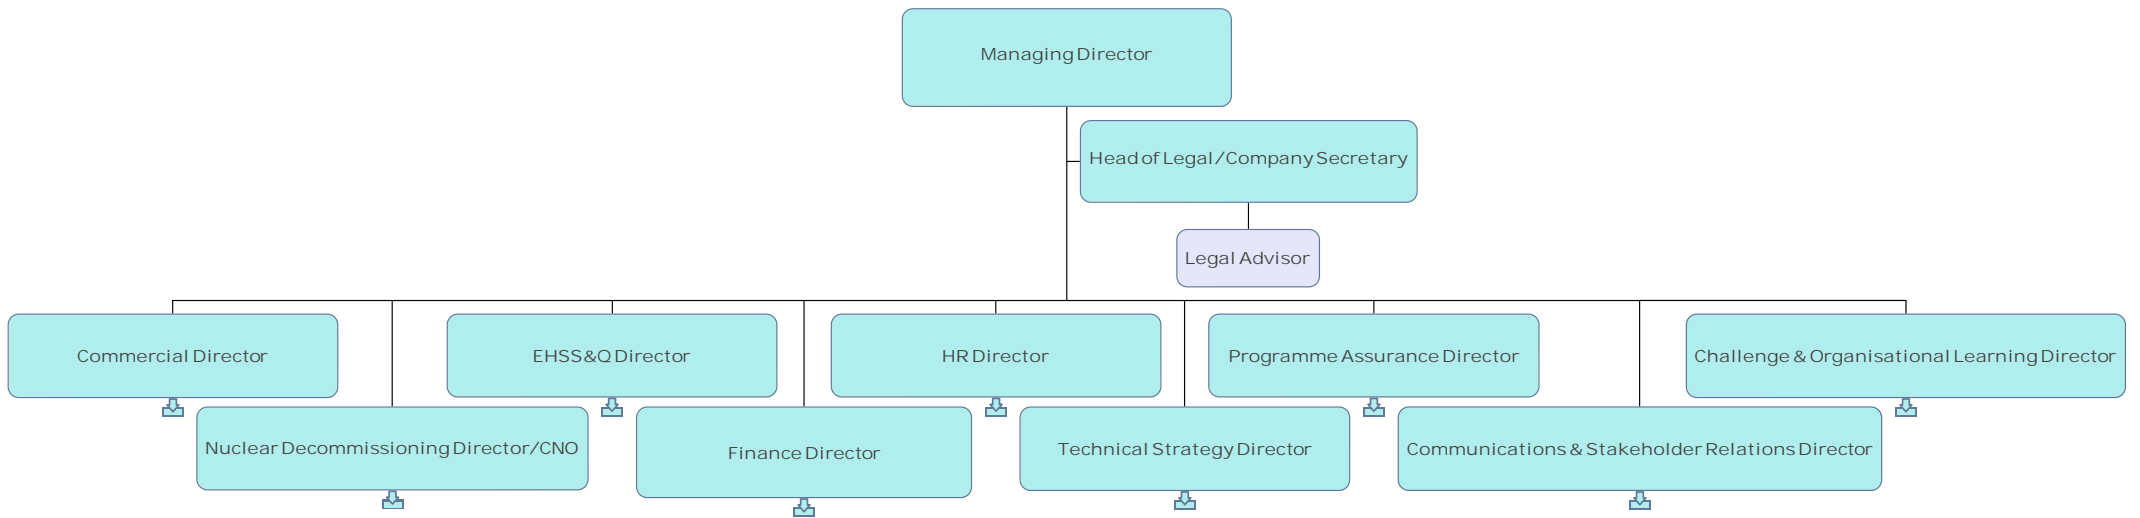 Managing Director
Head of Legal/Company Secretary
Legal Advisor
Commercial Director
EHSS&Q Director
HR Director
Programme Assurance Director
Challenge & Organisational Learning Director
Nuclear Decommissioning Director/CNO
Finance Director
Technical Strategy Director
Communications & Stakeholder Relations Director